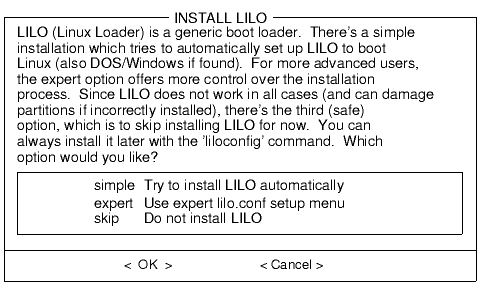 INSTALL LILO
LILO (Linux Loader) is a generic boot loader. There's a simple
installation which tries to automatically set up LILO to boot
Linux (also DOS/Windows if found). For more advanced users,
the expert option offers more control over the installation
process. Since LILO does not work in all cases (and can damage
partitions if incorrectly installed), there's the third (safe)
option, which is to skip installing LILO for now. You can
always install it later with the 'liloconfig' command. Which
option would you like?
simple Try to install LILO automatically
expert Use expert lilo.conf setup menu
skip Do not install LILO
< OK > < Cancel >